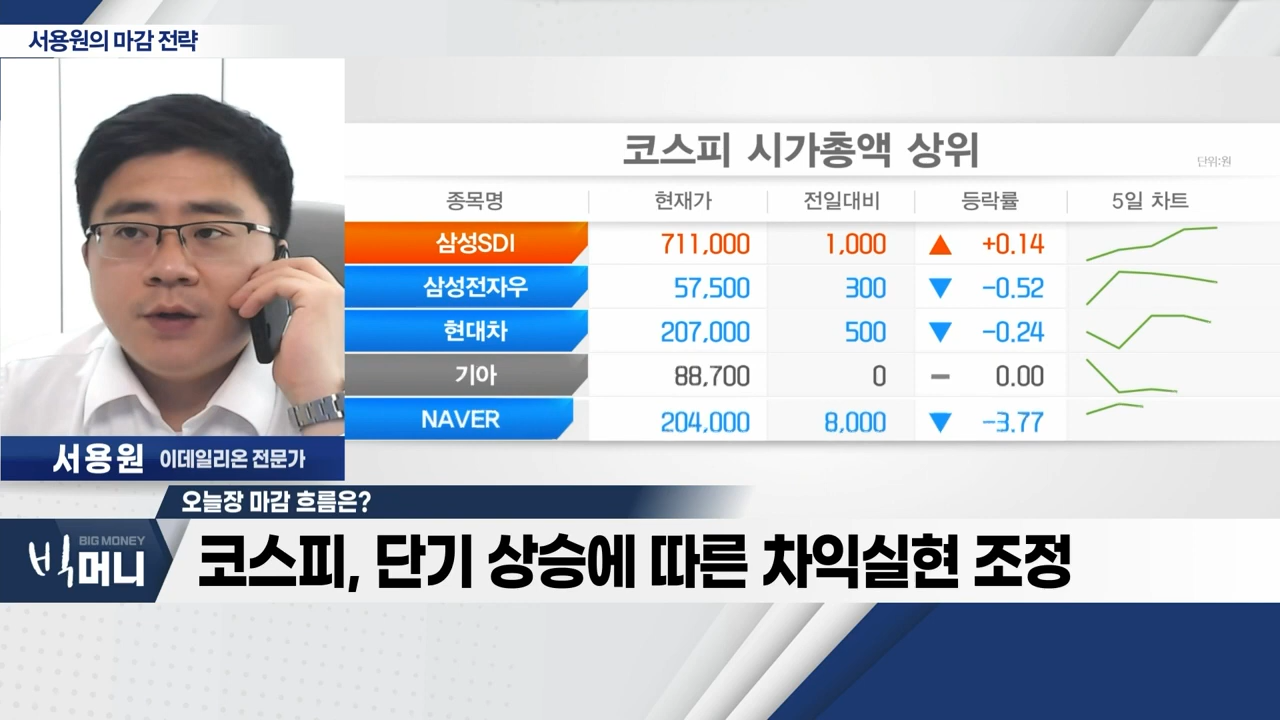 서용원의 마감 전략
코스피 시가총액 상위
단위:원
종목명 현재가 전일대비 등락률 5일 차트
삼성SDI 711,000 1,000 ▲ +0.14
삼성전자우 57,500 300 ▼ -0.52
현대차 207,000 500 ▼ -0.24
기아 88,700 0 - 0.00
NAVER 204,000 8,000 ▼ -3.77
서용원 이데일리온 전문가
오늘장 마감 흐름은?
BIG MONEY
빅머니
코스피, 단기 상승에 따른 차익실현 조정